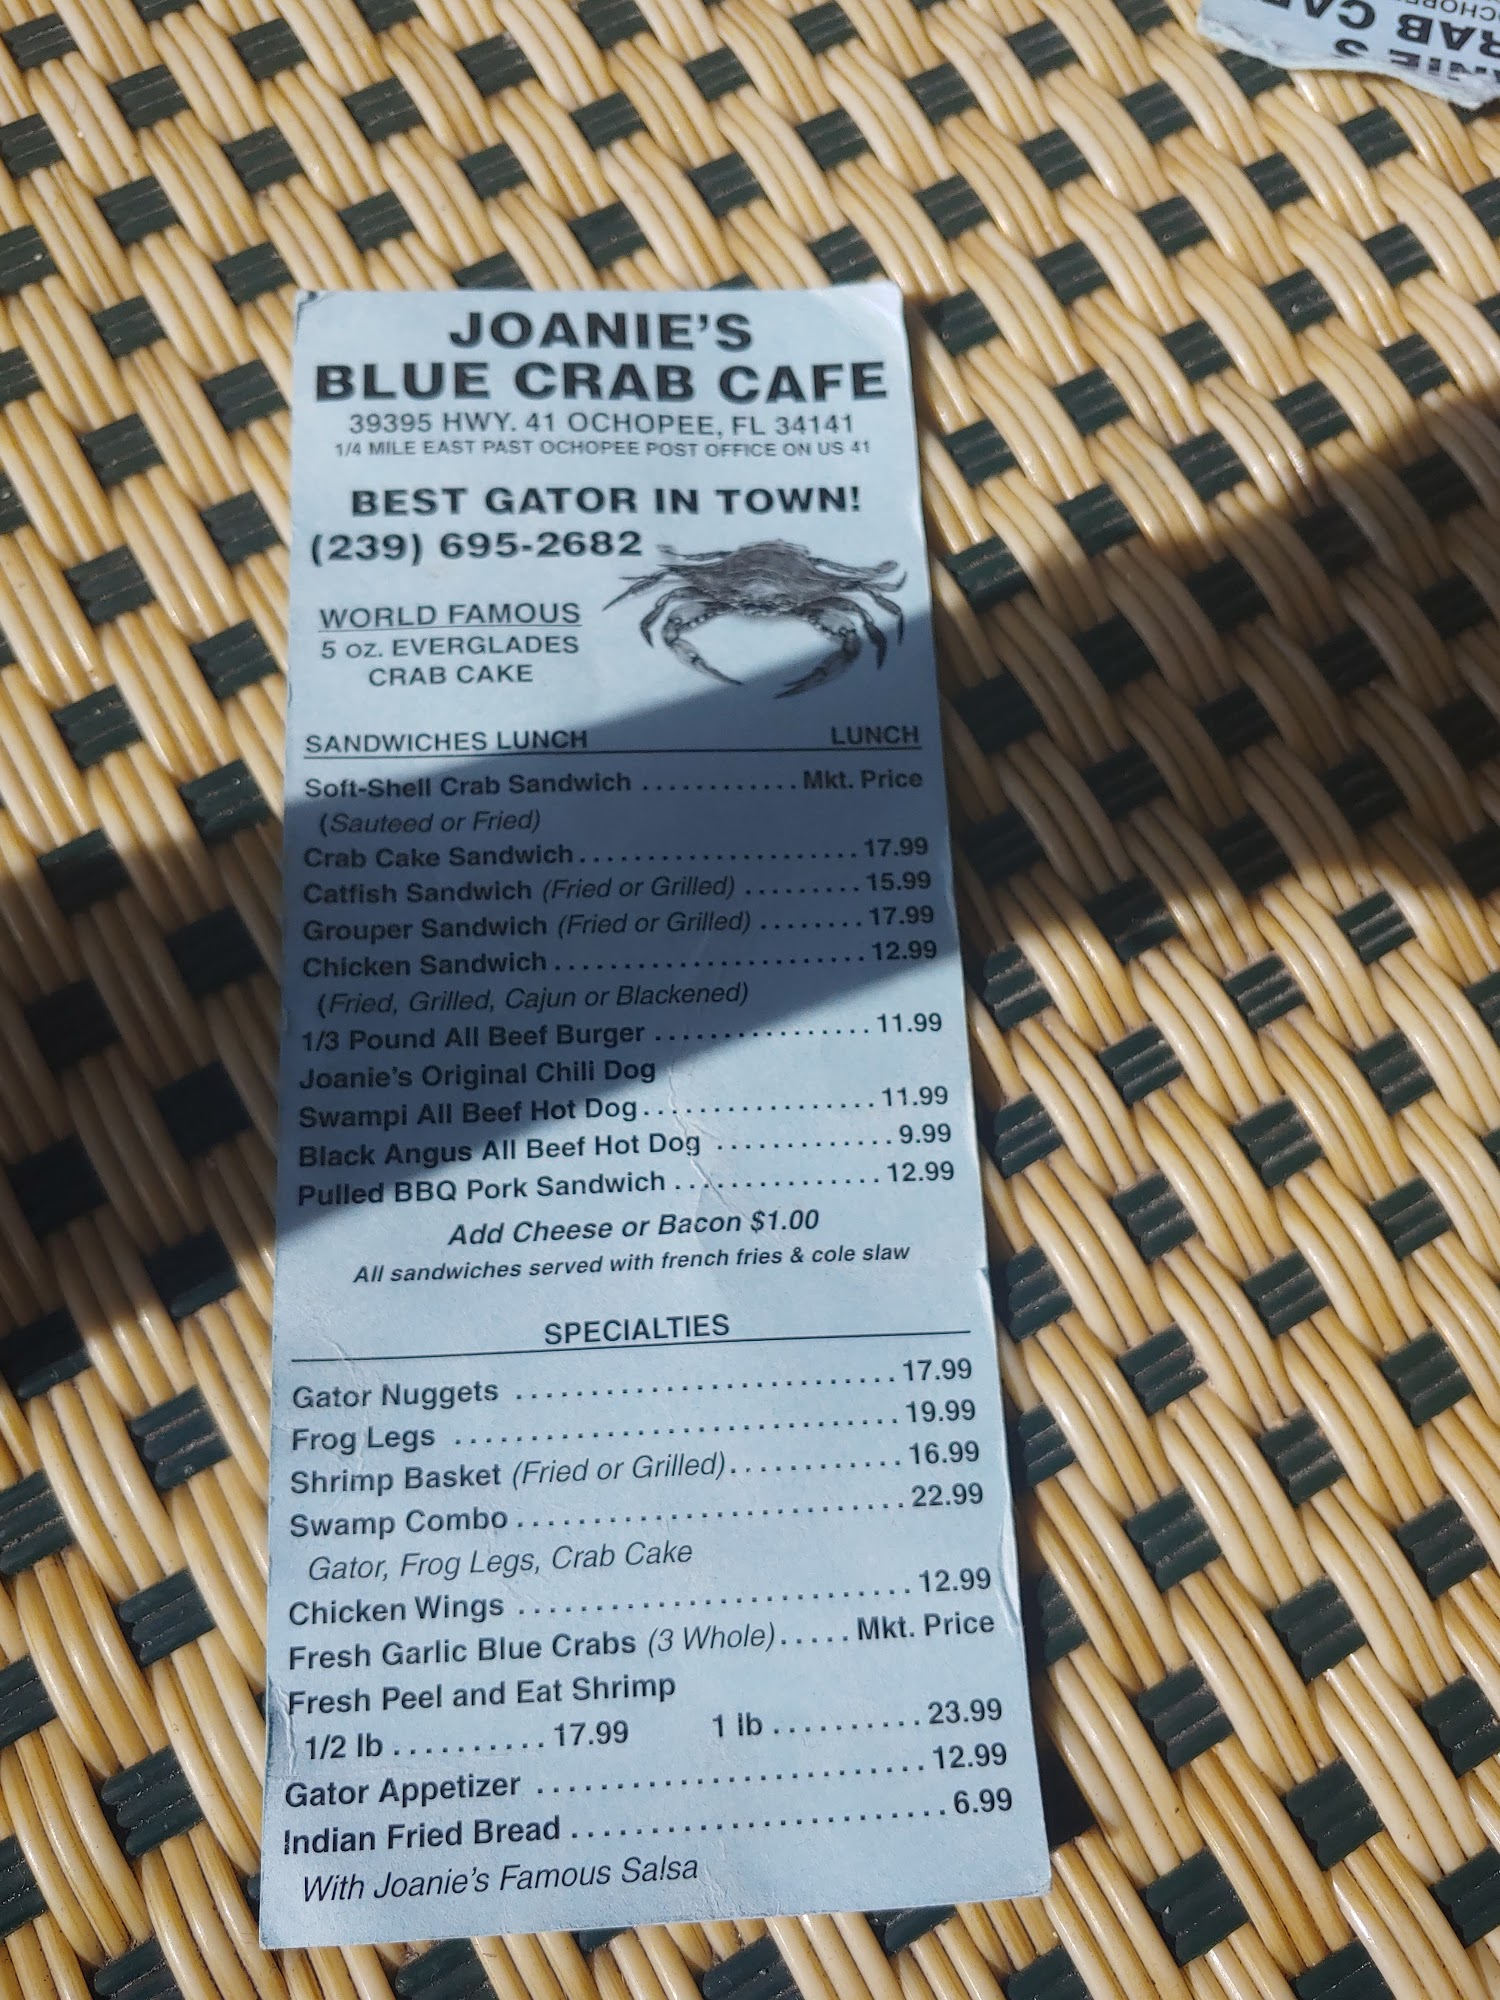 JOANIE'S
BLUE CRAB CAFE
39395 HWY. 41 OCHOPEE, FL 34141
1/4 MILE EAST PAST OCHOPEE POST OFFICE ON US 41
BEST GATOR IN TOWN!
(239) 695-2682
WORLD FAMOUS
5 oz. EVERGLADES
CRAB CAKE
SANDWICHES LUNCH LUNCH
Soft-Shell Crab Sandwich ............ Mkt. Price
(Sauteed or Fried)
Crab Cake Sandwich ..................... 17.99
Catfish Sandwich (Fried or Grilled) ......... 15.99
Grouper Sandwich (Fried or Grilled) ........ 17.99
Chicken Sandwich ....................... 12.99
(Fried, Grilled, Cajun or Blackened)
1/3 Pound All Beef Burger ................ 11.99
Joanie's Original Chili Dog
Swampi All Beef Hot Dog .................. 11.99
Black Angus All Beef Hot Dog ............. 9.99
Pulled BBQ Pork Sandwich ............... 12.99
Add Cheese or Bacon $1.00
All sandwiches served with french fries & cole slaw
SPECIALTIES
Gator Nuggets .......................... 17.99
Frog Legs .............................. 19.99
Shrimp Basket (Fried or Grilled) ............ 16.99
Swamp Combo .......................... 22.99
Gator, Frog Legs, Crab Cake
Chicken Wings .......................... 12.99
Fresh Garlic Blue Crabs (3 Whole) ..... Mkt. Price
Fresh Peel and Eat Shrimp
1/2 lb .......... 17.99 1 lb .......... 23.99
Gator Appetizer .......................... 12.99
Indian Fried Bread ......................... 6.99
With Joanie's Famous Salsa